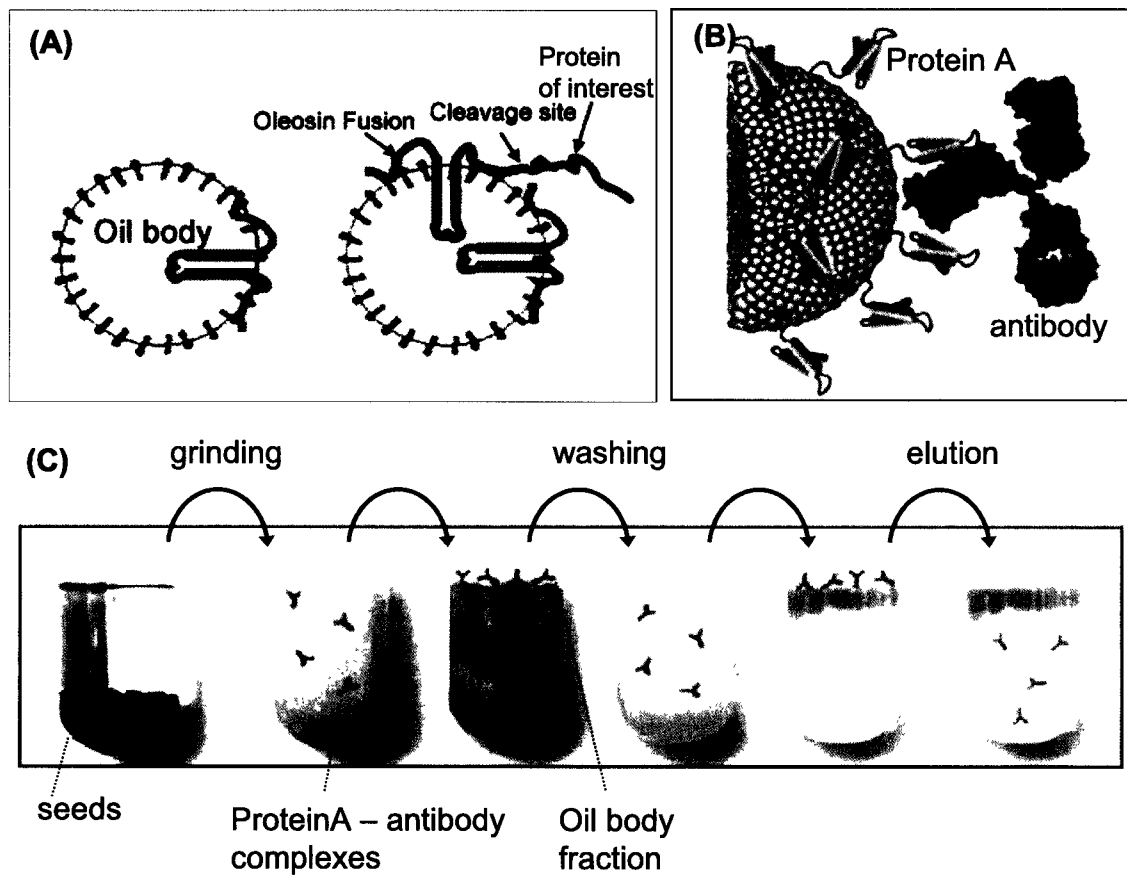 (A)
Protein
of interest
Cleavage site
Oleosin Fusion
Oil body
(B)
Protein A
antibody
(C)
grinding
washing
elution
seeds
ProteinA – antibody
complexes
Oil body
fraction